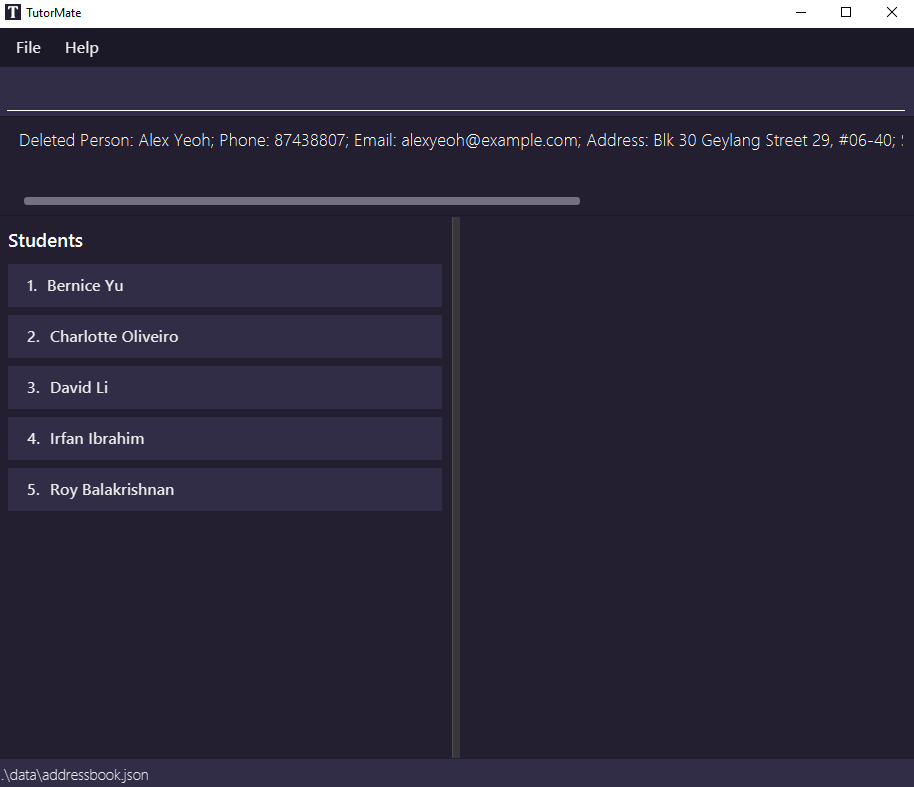 TutorMate
File Help
Deleted Person: Alex Yeoh; Phone: 87438807; Email: alexyeoh@example.com; Address: Blk 30 Geylang Street 29, #06-40;
Students
1. Bernice Yu
2. Charlotte Oliveiro
3. David Li
4. Irfan Ibrahim
5. Roy Balakrishnan
.\data\addressbook.json